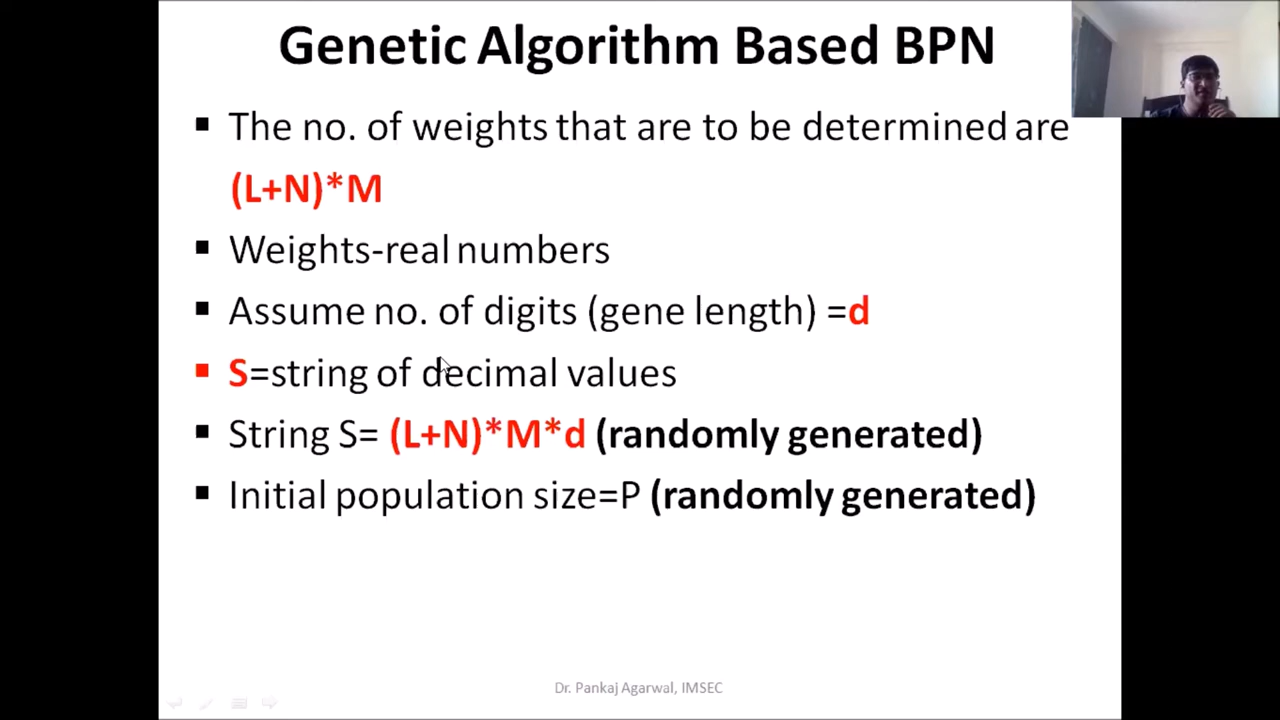 Genetic Algorithm Based BPN
The no. of weights that are to be determined are
(L+N)*M
Weights-real numbers
Assume no. of digits (gene length) =d
S=string of decimal values
String S= (L+N)*M*d (randomly generated)
Initial population size=P (randomly generated)
Dr. Pankaj Agarwal, IMSEC